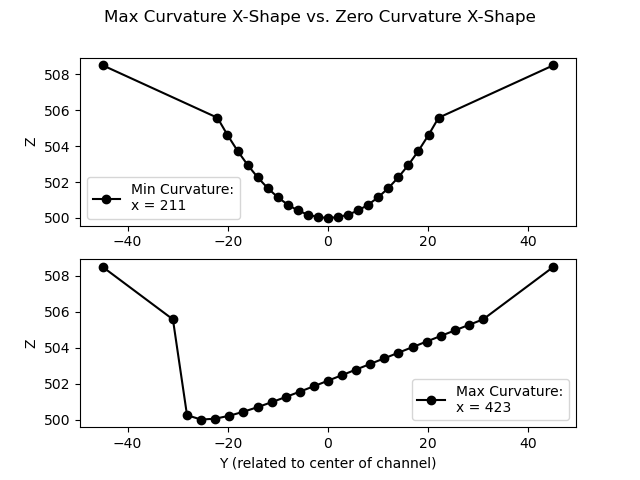 Max Curvature X-Shape vs. Zero Curvature X-Shape
508
506
504
502
500
Z
Min Curvature:
x = 211
−40
−20
0
20
40
508
506
504
502
500
Z
Max Curvature:
x = 423
−40
−20
0
20
40
Y (related to center of channel)